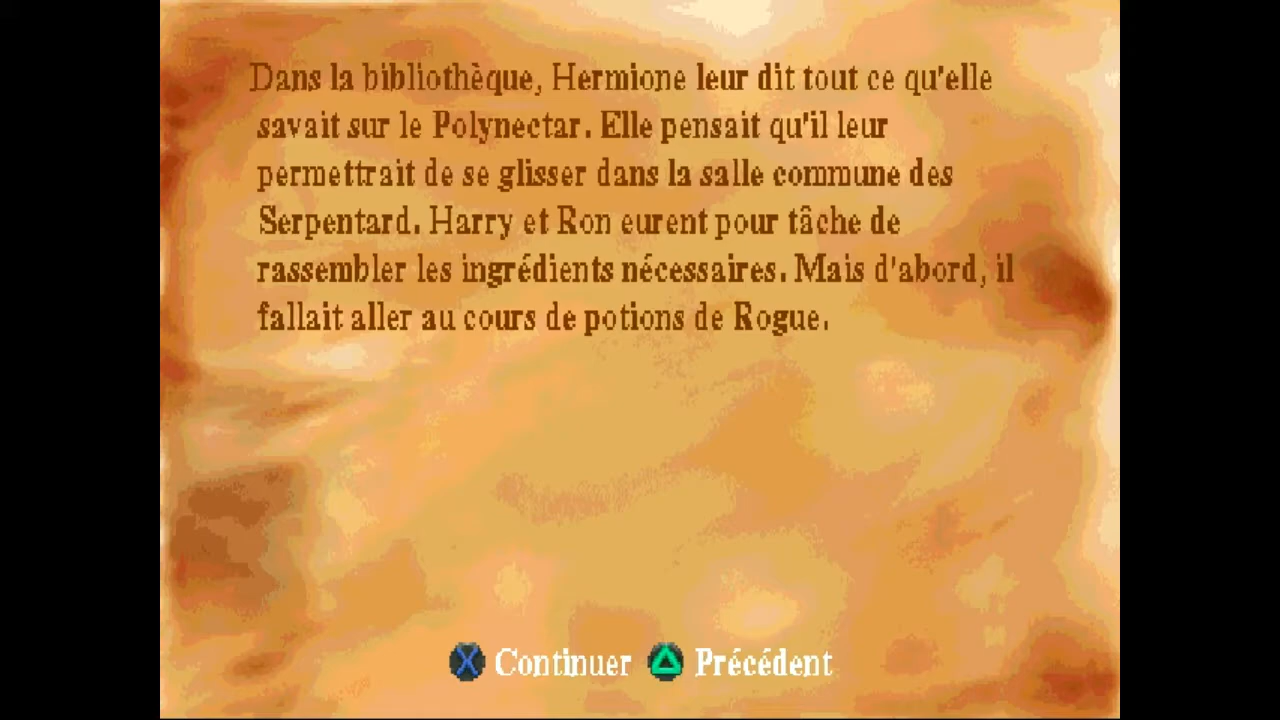 Dans la bibliothèque, Hermione leur dit tout ce qu'elle
savait sur le Polynectar. Elle pensait qu'il leur
permettrait de se glisser dans la salle commune des
Serpentard. Harry et Ron eurent pour tâche de
rassembler les ingrédients nécessaires. Mais d'abord, il
fallait aller au cours de potions de Rogue.
Continuer Précédent